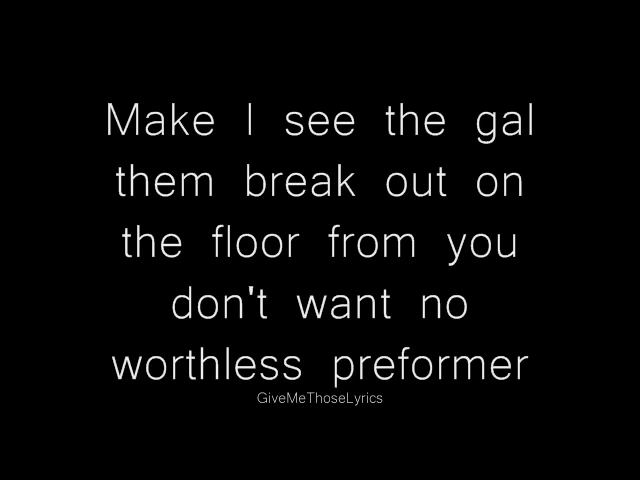 Make I see the gal
them break out on
the floor from you
don't want no
worthless preformer
GiveMeThoseLyrics